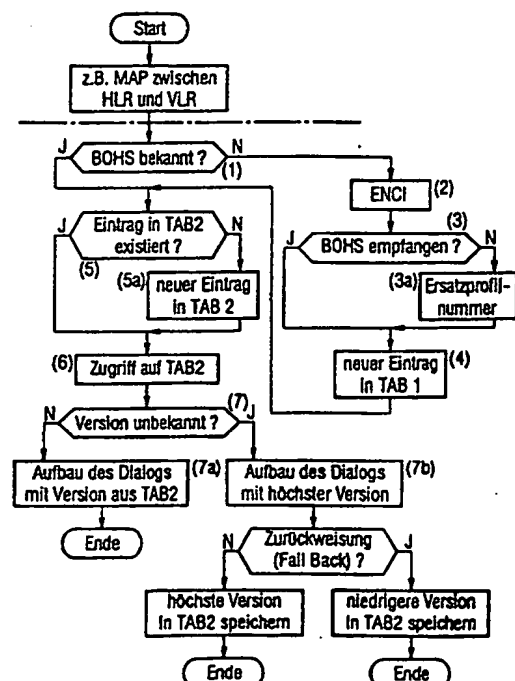 Start
z.B. MAP zwischen
HLR und VLR
J
BOHS bekannt ?
N
(1)
ENCI
(2)
(3)
J
Eintrag in TAB2
existiert ?
N
(5)
J
BOHS empfangen ?
N
(5a)
neuer Eintrag
in TAB 2
(3a)
Ersatzprofil-
nummer
(6)
Zugriff auf TAB2
neuer Eintrag
in TAB 1
(4)
N
Version unbekannt ?
(7)
J
Aufbau des Dialogs
mit Version aus TAB2
(7a)
Aufbau des Dialogs
mit höchster Version
(7b)
Ende
N
Zurückweisung
(Fall Back) ?
J
höchste Version
in TAB2 speichern
niedrigere Version
in TAB2 speichern
Ende
Ende